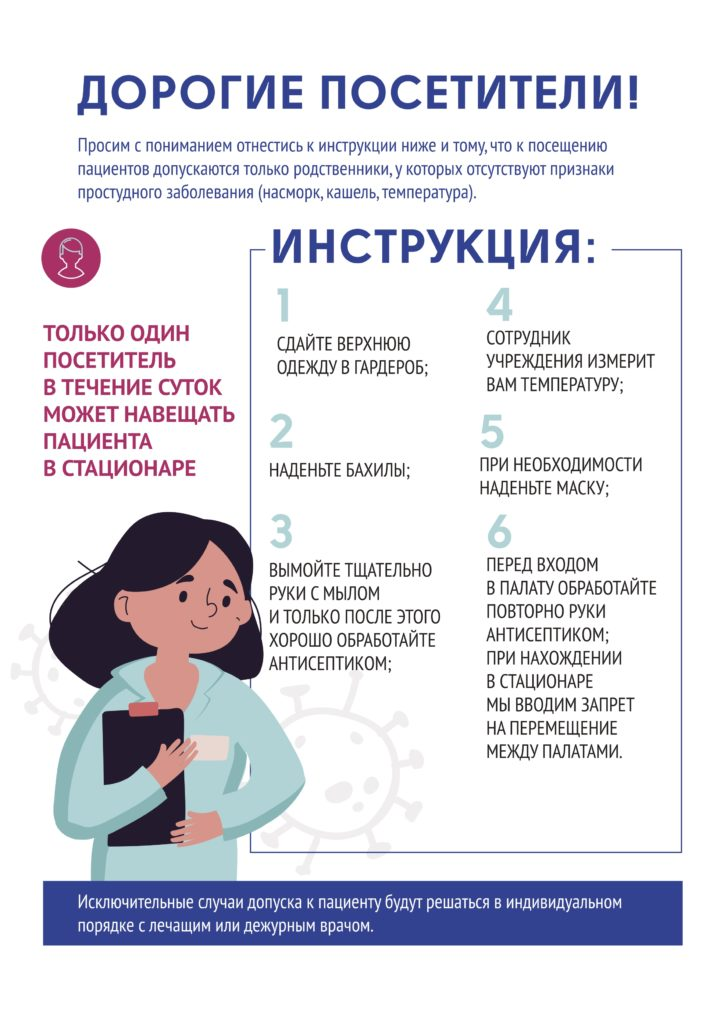 ДОРОГИЕ ПОСЕТИТЕЛИ!
Просим с пониманием отнестись к инструкции ниже и тому, что к посещению
пациентов допускаются только родственники, у которых отсутствуют признаки
простудного заболевания (насморк, кашель, температура).
ТОЛЬКО ОДИН
ПОСЕТИТЕЛЬ
В ТЕЧЕНИЕ СУТОК
МОЖЕТ НАВЕЩАТЬ
ПАЦИЕНТА
В СТАЦИОНАРЕ
ИНСТРУКЦИЯ:
1
СДАЙТЕ ВЕРХНЮЮ
ОДЕЖДУ В ГАРДЕРОБ;
2
НАДЕНЬТЕ БАХИЛЫ;
3
ВЫМОЙТЕ ТЩАТЕЛЬНО
РУКИ С МЫЛОМ
И ТОЛЬКО ПОСЛЕ ЭТОГО
ХОРОШО ОБРАБОТАЙТЕ
АНТИСЕПТИКОМ;
4
СОТРУДНИК
УЧРЕЖДЕНИЯ ИЗМЕРИТ
ВАМ ТЕМПЕРАТУРУ;
5
ПРИ НЕОБХОДИМОСТИ
НАДЕНЬТЕ МАСКУ;
6
ПЕРЕД ВХОДОМ
В ПАЛАТУ ОБРАБОТАЙТЕ
ПОВТОРНО РУКИ
АНТИСЕПТИКОМ;
ПРИ НАХОЖДЕНИИ
В СТАЦИОНАРЕ
МЫ ВВОДИМ ЗАПРЕТ
НА ПЕРЕМЕЩЕНИЕ
МЕЖДУ ПАЛАТАМИ.
Исключительные случаи допуска к пациенту будут решаться в индивидуальном
порядке с лечащим или дежурным врачом.